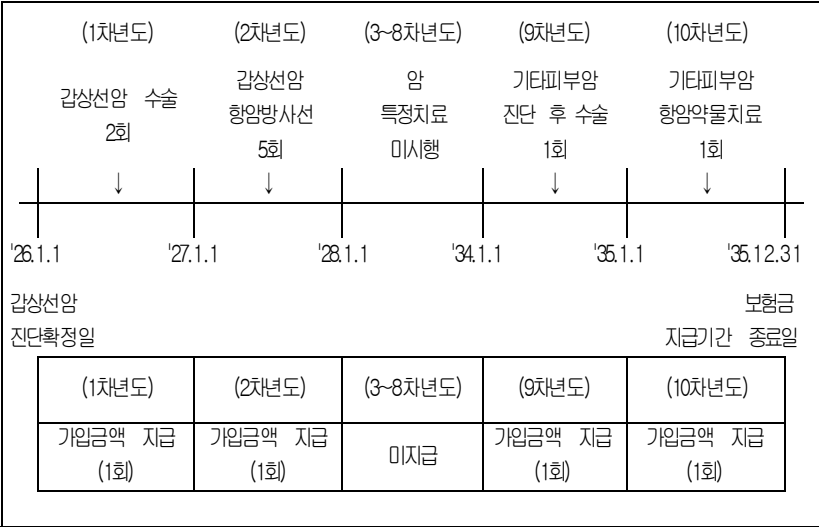 (1차년도) (2차년도) (3~8차년도) (9차년도) (10차년도)
갑상선암 수술
2회
갑상선암
항암방사선
5회
암
특정치료
미시행
기타피부암
진단 후 수술
1회
기타피부암
항암약물치료
1회
↓ ↓ ↓ ↓
'26.1.1 '27.1.1 '28.1.1 '34.1.1 '35.1.1 '35.12.31
갑상선암
진단확정일
보험금
지급기간 종료일
(1차년도) (2차년도) (3~8차년도) (9차년도) (10차년도)
가입금액 지급
(1회)
가입금액 지급
(1회)
미지급
가입금액 지급
(1회)
가입금액 지급
(1회)